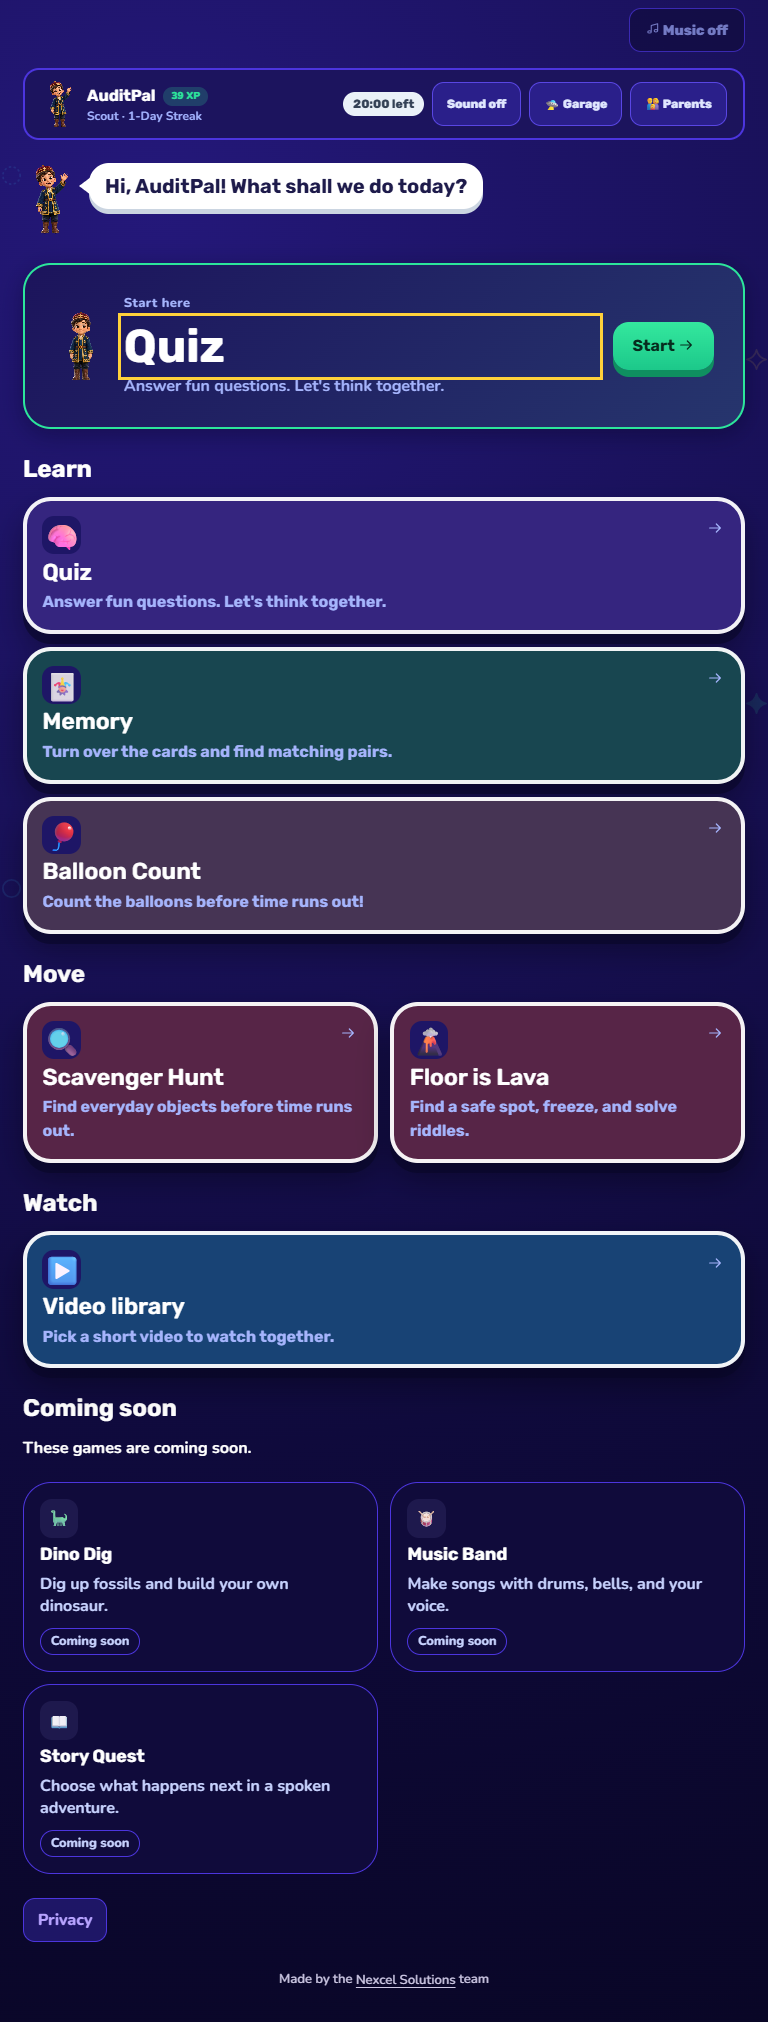 Music off
AuditPal 39 XP
Scout · 1-Day Streak
20:00 left
Sound off
Garage
Parents
Hi, AuditPal! What shall we do today?
Start here
Quiz
Answer fun questions. Let's think together.
Start →
Learn
Quiz
Answer fun questions. Let's think together.
Memory
Turn over the cards and find matching pairs.
Balloon Count
Count the balloons before time runs out!
Move
Scavenger Hunt
Find everyday objects before time runs
out.
Floor is Lava
Find a safe spot, freeze, and solve
riddles.
Watch
Video library
Pick a short video to watch together.
Coming soon
These games are coming soon.
Dino Dig
Dig up fossils and build your own
dinosaur.
Coming soon
Music Band
Make songs with drums, bells, and your
voice.
Coming soon
Story Quest
Choose what happens next in a spoken
adventure.
Coming soon
Privacy
Made by the Nexcel Solutions team